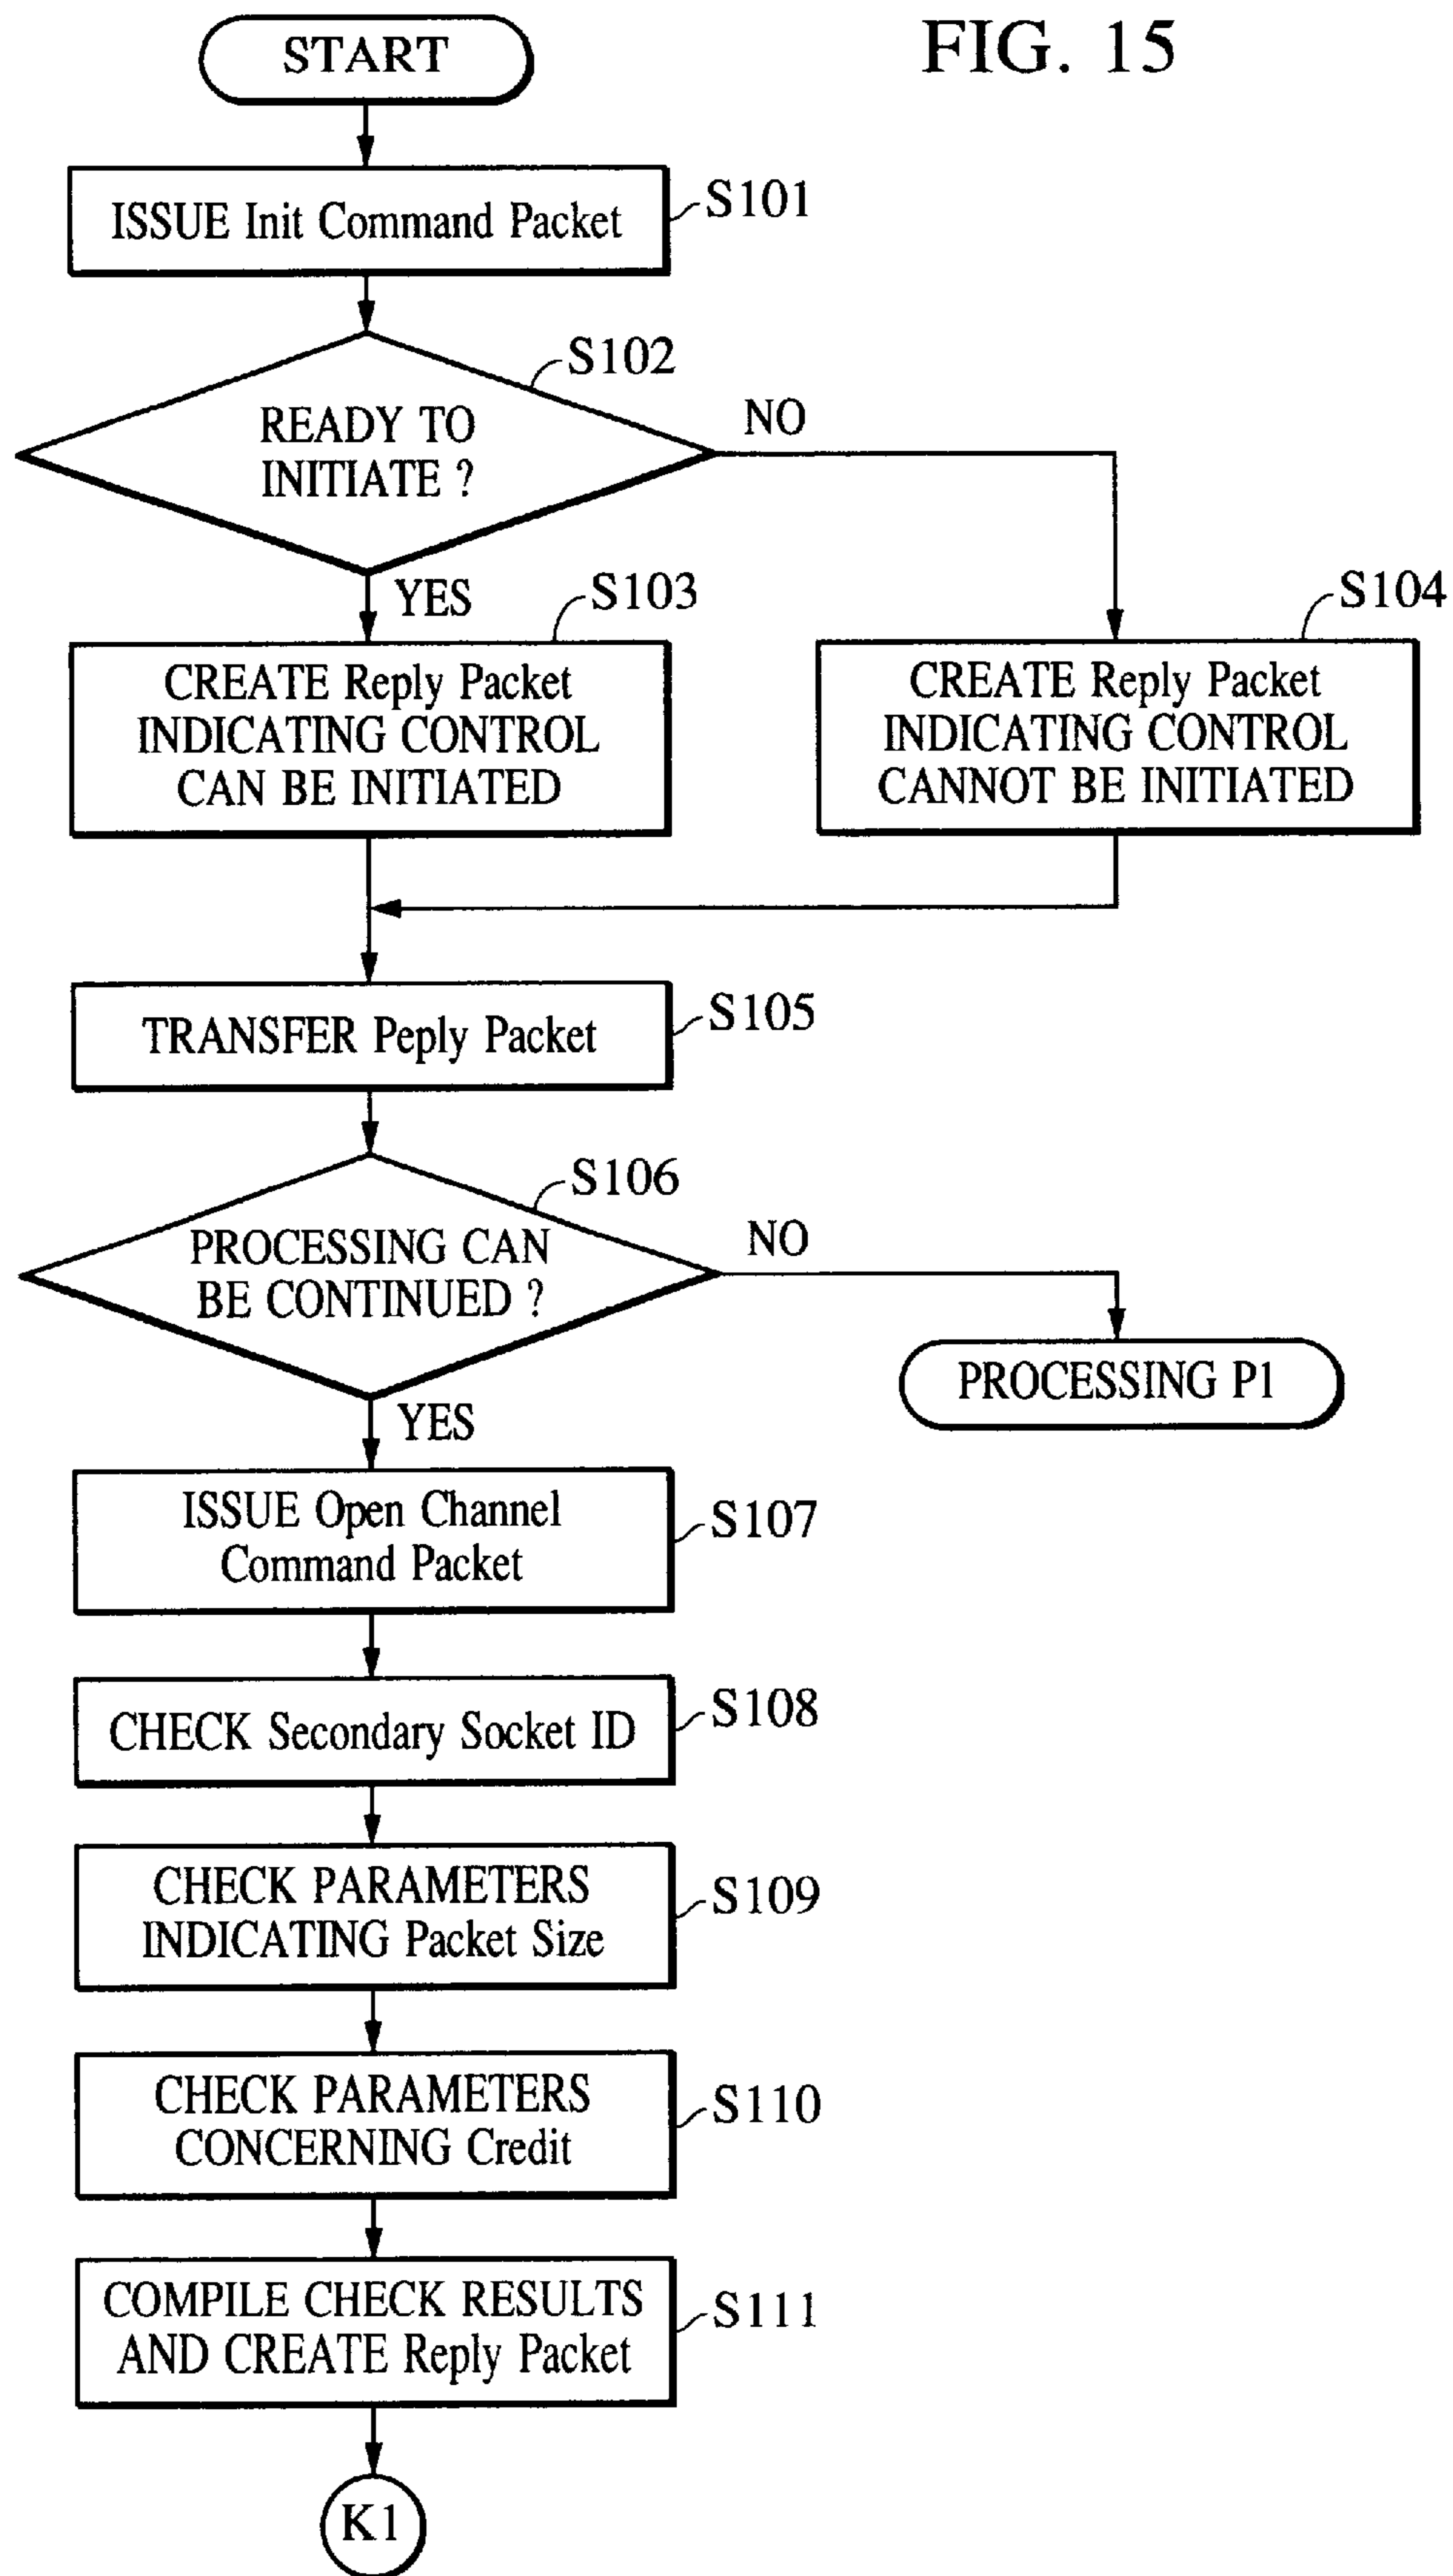 FIG. 15
START
ISSUE Init Command Packet
S101
S102
READY TO
INITIATE ?
NO
YES
S103
CREATE Reply Packet
INDICATING CONTROL
CAN BE INITIATED
S104
CREATE Reply Packet
INDICATING CONTROL
CANNOT BE INITIATED
TRANSFER Peply Packet
S105
S106
PROCESSING CAN
BE CONTINUED ?
NO
PROCESSING P1
YES
ISSUE Open Channel
Command Packet
S107
CHECK Secondary Socket ID
S108
CHECK PARAMETERS
INDICATING Packet Size
S109
CHECK PARAMETERS
CONCERNING Credit
S110
COMPILE CHECK RESULTS
AND CREATE Reply Packet
S111
K1